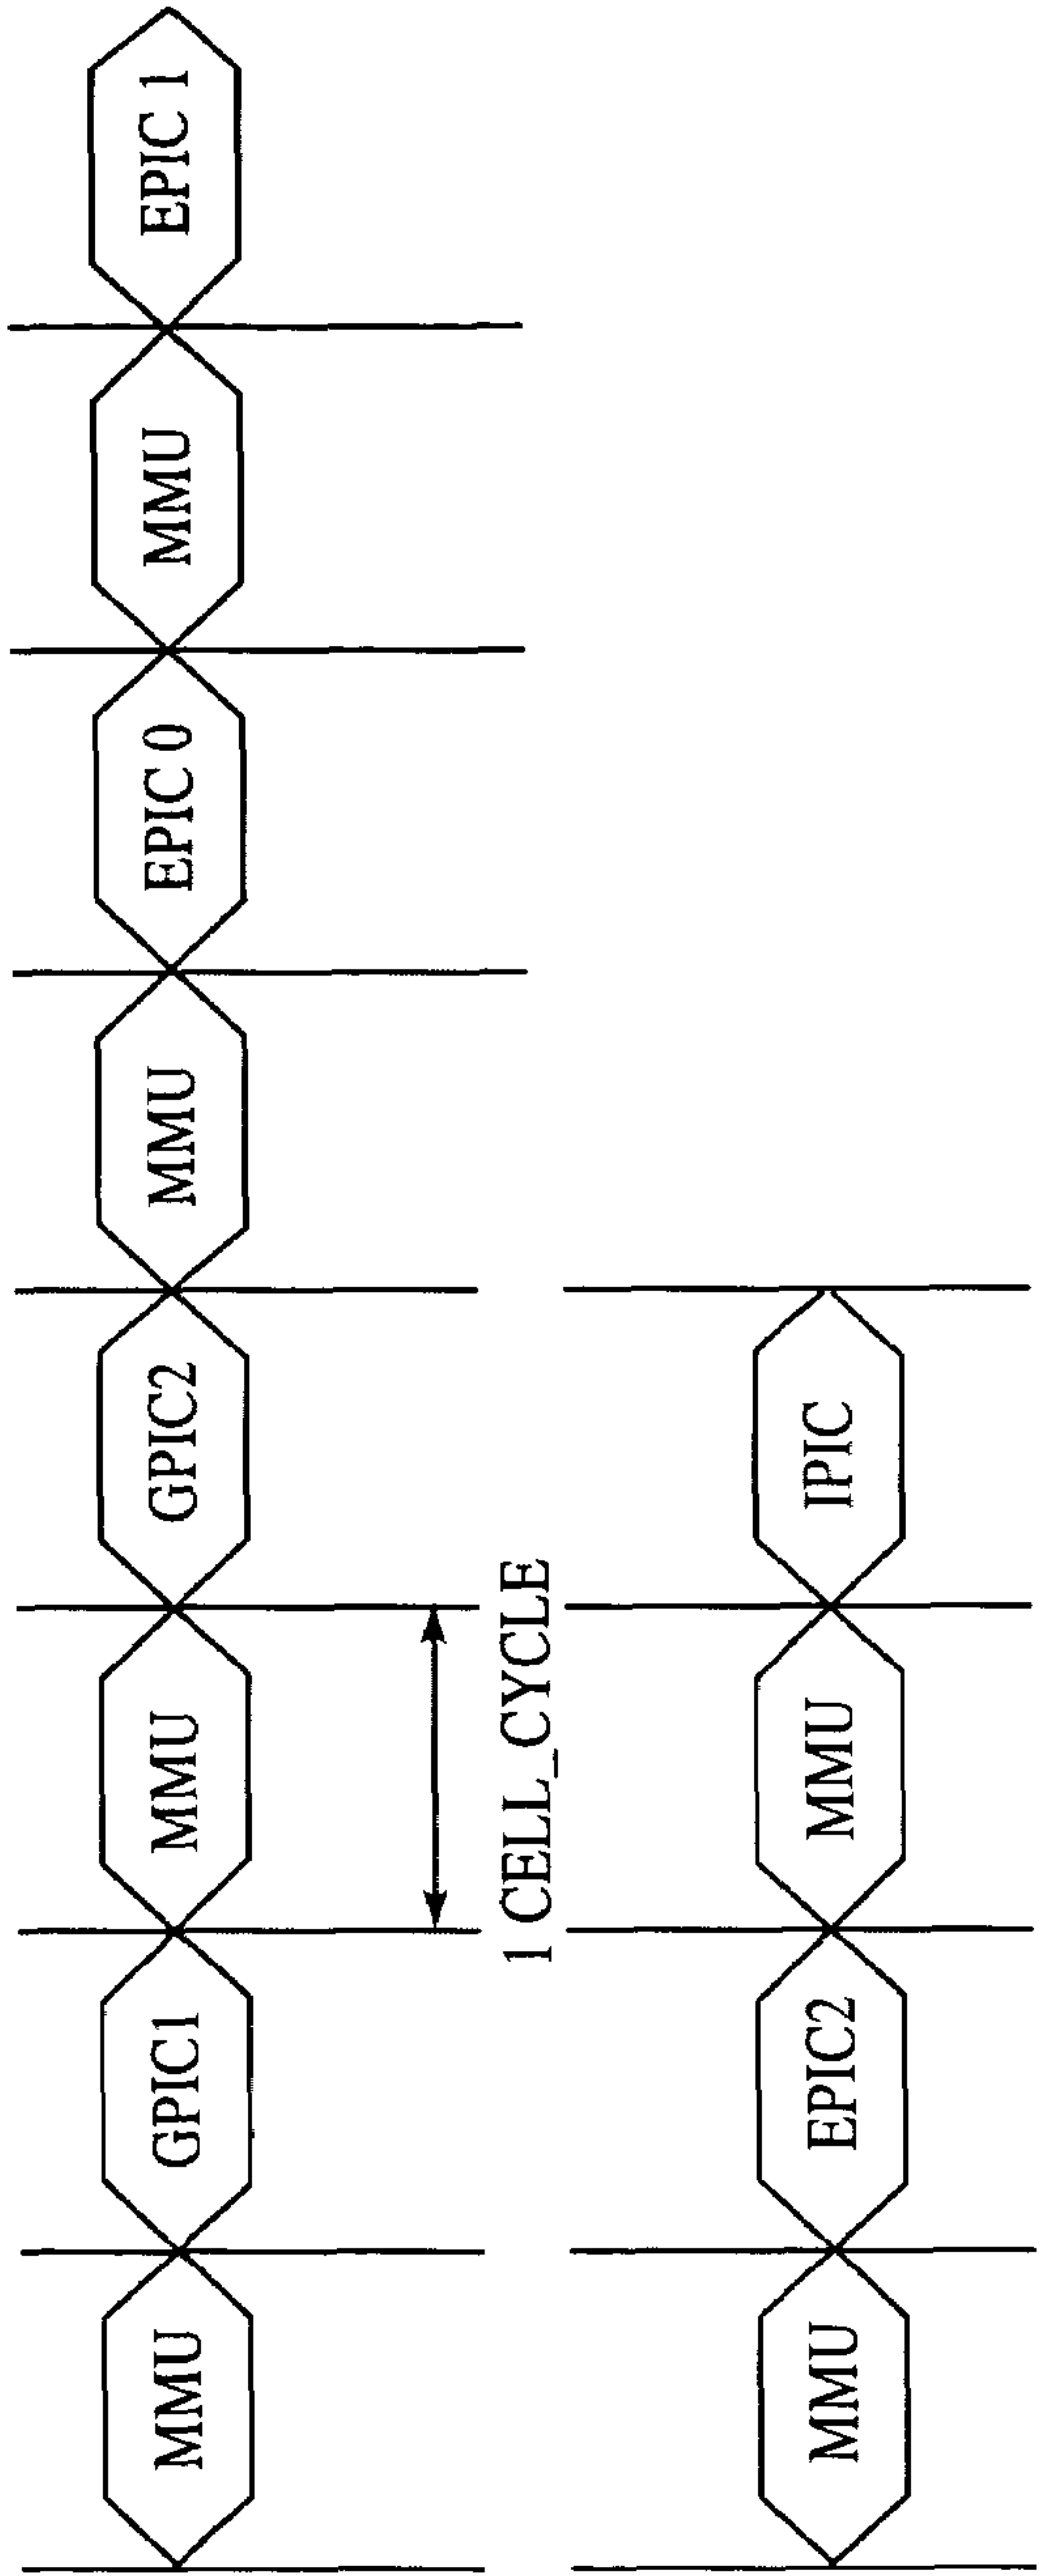 MMU
GPIC1
MMU
GPIC2
MMU
EPIC 0
MMU
EPIC 1
1 CELL_CYCLE
MMU
EPIC2
MMU
IPIC